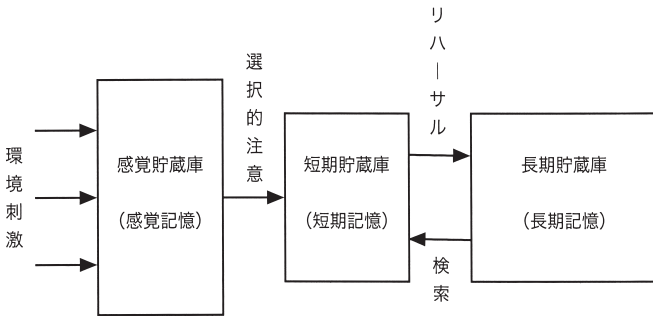 環境刺激
感覚貯蔵庫
(感覚記憶)
選択的注意
短期貯蔵庫
(短期記憶)
リハーサル
検索
長期貯蔵庫
(長期記憶)